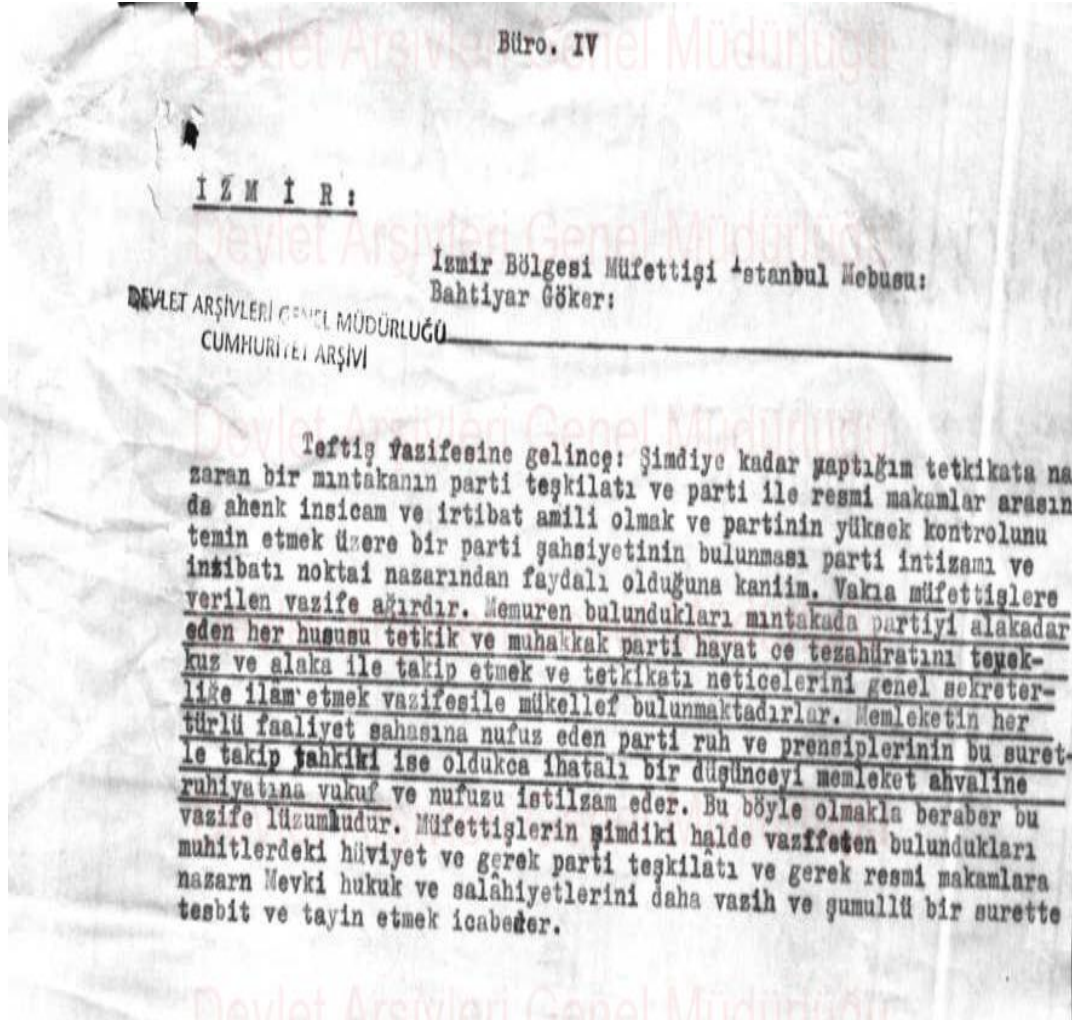 Büro. IV
İ Z M İ R :
İzmir Bölgesi Müfettişi İstanbul Mebusu:
Bahtiyar Göker:
DEVLET ARŞİVLERİ GENEL MÜDÜRLÜĞÜ
CUMHURİYET ARŞİVİ
Teftiş vazifesine gelince: Şimdiye kadar yaptığım tetkikata na
zaran bir mıntakanın parti teşkilatı ve parti ile resmi makamlar arasın
da ahenk insicam ve irtibat amili olmak ve partinin yüksek kontrolunu
temin etmek üzere bir parti şahsiyetinin bulunması parti intizamı ve
inzibatı noktai nazarından faydalı olduğuna kaniim. Vakıa müfettişlere
verilen vazife ağırdır. Memuren bulundukları mıntakada partiyi alakadar
eden her hususu tetkik ve muhakkak parti hayat ce tezahüratını teyek-
kuz ve alaka ile takip etmek ve tetkikatı neticelerini genel sekreter-
liğe ilâm etmek vazifesile mükellef bulunmaktadırlar. Memleketin her
türlü faaliyet sahasına nufuz eden parti ruh ve prensiplerinin bu suret-
le takip tahkiki ise oldukca ihatalı bir düşünceyi memleket ahvaline
ruhiyatına vukuf ve nufuzu istilzam eder. Bu böyle olmakla beraber bu
vazife lüzumludur. Müfettişlerin şimdiki halde vazifeten bulundukları
muhitlerdeki hüviyet ve gerek parti teşkilâtı ve gerek resmi makamlara
nazarn Mevki hukuk ve salâhiyetlerini daha vazih ve şumullü bir surette
tesbit ve tayin etmek icabeder.
Devlet Arşivleri Genel Müdürlüğü